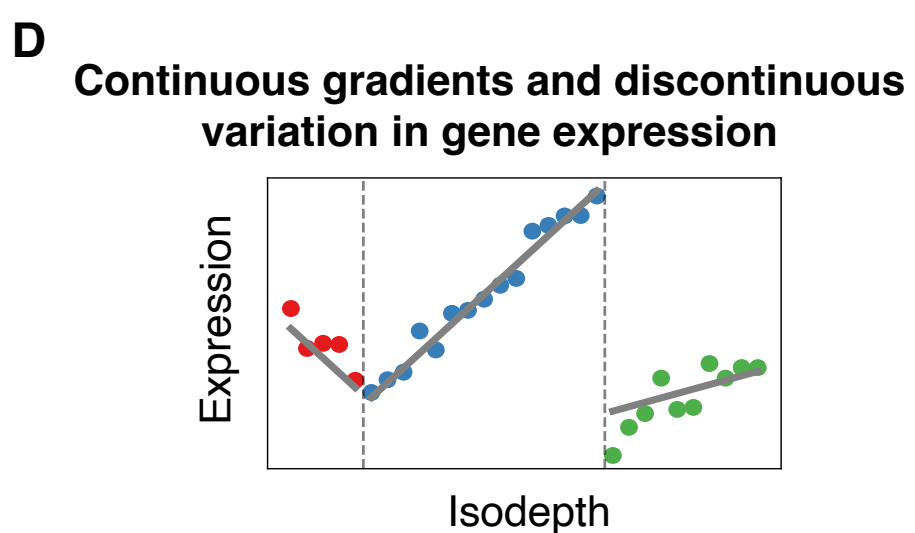 D
Continuous gradients and discontinuous
variation in gene expression
Expression
Isodepth